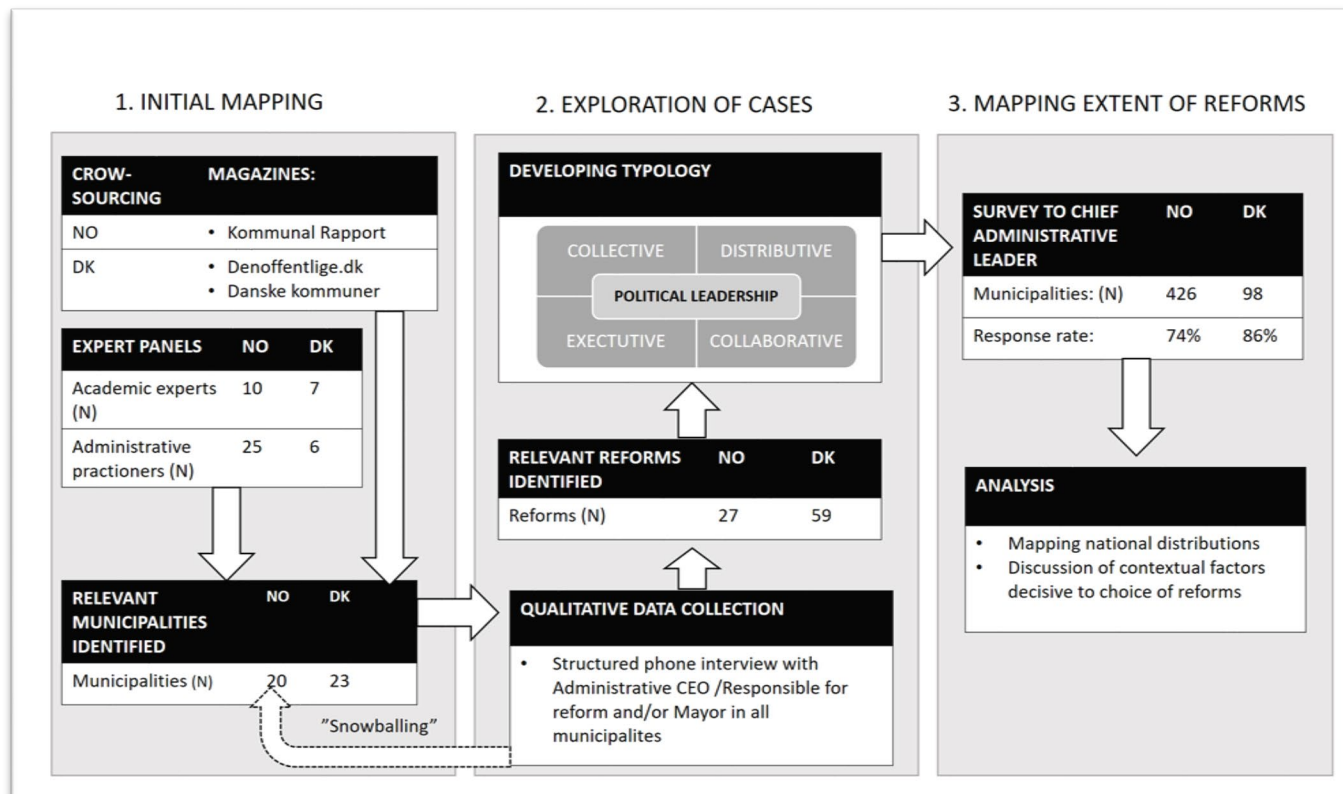 1. INITIAL MAPPING
CROW-
SOURCING
MAGAZINES:
NO
• Kommunal Rapport
DK
• Denoffentlige.dk
• Danske kommuner
EXPERT PANELS NO DK
Academic experts
(N)
10 7
Administrative
practioners (N)
25 6
RELEVANT
MUNICIPALITIES
IDENTIFIED
NO DK
Municipalities (N) 20 23
"Snowballing"
2. EXPLORATION OF CASES
DEVELOPING TYPOLOGY
COLLECTIVE DISTRIBUTIVE
POLITICAL LEADERSHIP
EXECTUTIVE COLLABORATIVE
RELEVANT REFORMS
IDENTIFIED
NO DK
Reforms (N) 27 59
QUALITATIVE DATA COLLECTION
• Structured phone interview with
Administrative CEO /Responsible for
reform and/or Mayor in all
municipalites
3. MAPPING EXTENT OF REFORMS
SURVEY TO CHIEF
ADMINISTRATIVE
LEADER
NO DK
Municipalities: (N) 426 98
Response rate: 74% 86%
ANALYSIS
• Mapping national distributions
• Discussion of contextual factors
decisive to choice of reforms